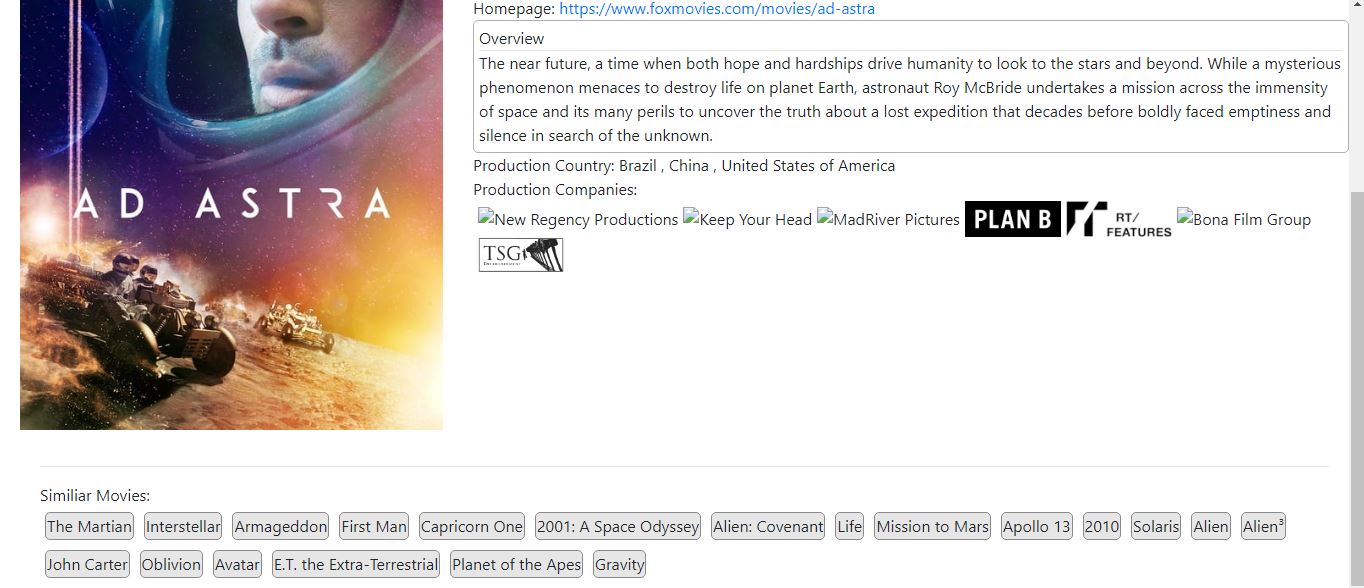 Homepage: https://www.foxmovies.com/movies/ad-astra
Overview
The near future, a time when both hope and hardships drive humanity to look to the stars and beyond. While a mysterious
phenomenon menaces to destroy life on planet Earth, astronaut Roy McBride undertakes a mission across the immensity
of space and its many perils to uncover the truth about a lost expedition that decades before boldly faced emptiness and
silence in search of the unknown.
Production Country: Brazil , China , United States of America
Production Companies:
New Regency Productions Keep Your Head MadRiver Pictures PLAN B RT/ FEATURES Bona Film Group
TSG Entertainment
AD ASTRA
Similiar Movies:
The Martian Interstellar Armageddon First Man Capricorn One 2001: A Space Odyssey Alien: Covenant Life Mission to Mars Apollo 13 2010 Solaris Alien Alien³
John Carter Oblivion Avatar E.T. the Extra-Terrestrial Planet of the Apes Gravity